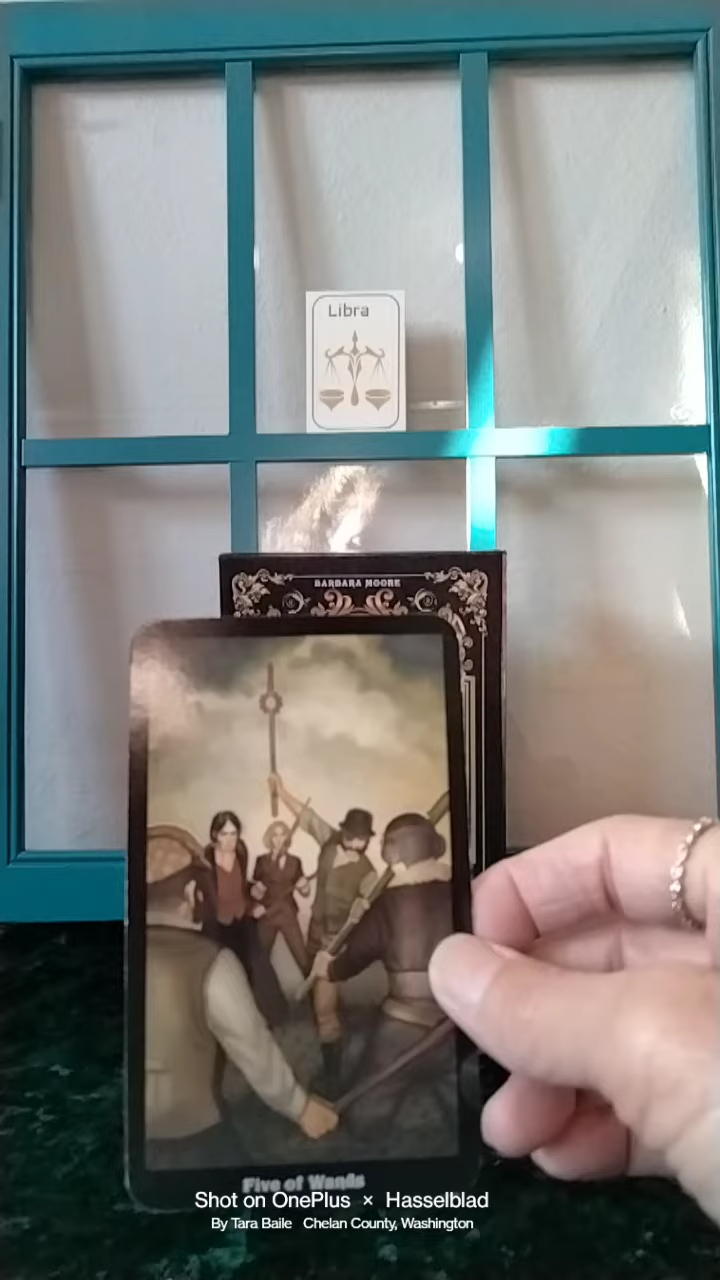 Libra
BARBARA MOORE
Five of Wands
Shot on OnePlus × Hasselblad
By Tara Baile Chelan County, Washington